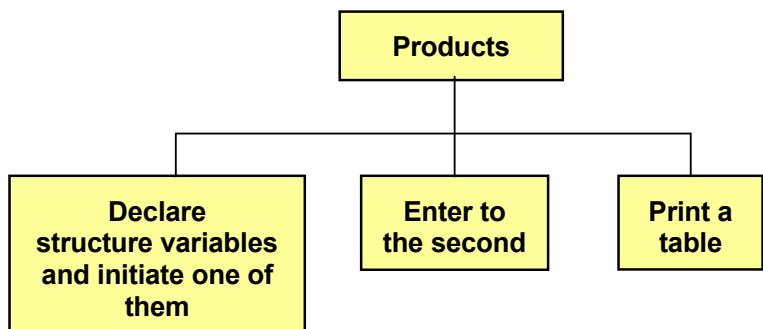 Products
Declare
structure variables
and initiate one of
them
Enter to
the second
Print a
table